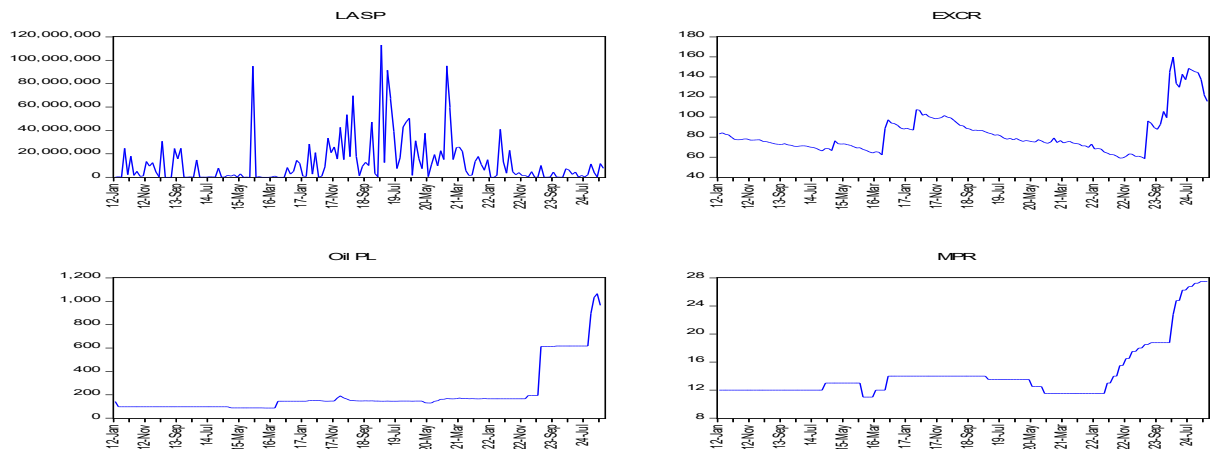 LASP
120,000,000
100,000,000
80,000,000
60,000,000
40,000,000
20,000,000
0
12-Jan
12-Nov
13-Sep
14-Jul
15-May
16-Mar
17-Jan
17-Nov
18-Sep
19-Jul
20-May
21-Mar
22-Jan
22-Nov
23-Sep
24-Jul
EXCR
180
160
140
120
100
80
60
40
12-Jan
12-Nov
13-Sep
14-Jul
15-May
16-Mar
17-Jan
17-Nov
18-Sep
19-Jul
20-May
21-Mar
22-Jan
22-Nov
23-Sep
24-Jul
Oil PL
1,200
1,000
800
600
400
200
0
12-Jan
12-Nov
13-Sep
14-Jul
15-May
16-Mar
17-Jan
17-Nov
18-Sep
19-Jul
20-May
21-Mar
22-Jan
22-Nov
23-Sep
24-Jul
MPR
28
24
20
16
12
8
12-Jan
12-Nov
13-Sep
14-Jul
15-May
16-Mar
17-Jan
17-Nov
18-Sep
19-Jul
20-May
21-Mar
22-Jan
22-Nov
23-Sep
24-Jul